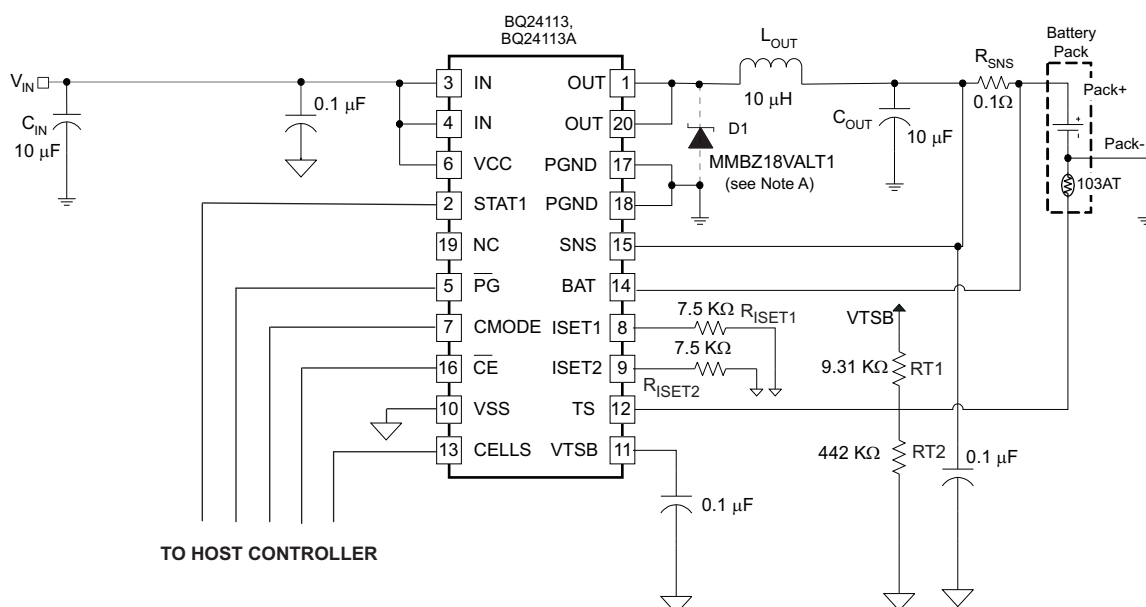 BQ24113,
BQ24113A
V_IN
C_IN
10 μF
0.1 μF
3 IN
4 IN
6 VCC
2 STAT1
19 NC
5 P̅G̅
7 CMODE
16 C̅E̅
10 VSS
13 CELLS
OUT 1
OUT 20
PGND 17
PGND 18
SNS 15
BAT 14
ISET1 8
ISET2 9
TS 12
VTSB 11
L_OUT
10 μH
D1
MMBZ18VALT1
(see Note A)
C_OUT
10 μF
R_SNS
0.1Ω
Battery
Pack
Pack+
+
-
Pack-
103AT
7.5 KΩ
R_ISET1
7.5 KΩ
R_ISET2
VTSB
9.31 KΩ
RT1
442 KΩ
RT2
0.1 μF
0.1 μF
TO HOST CONTROLLER